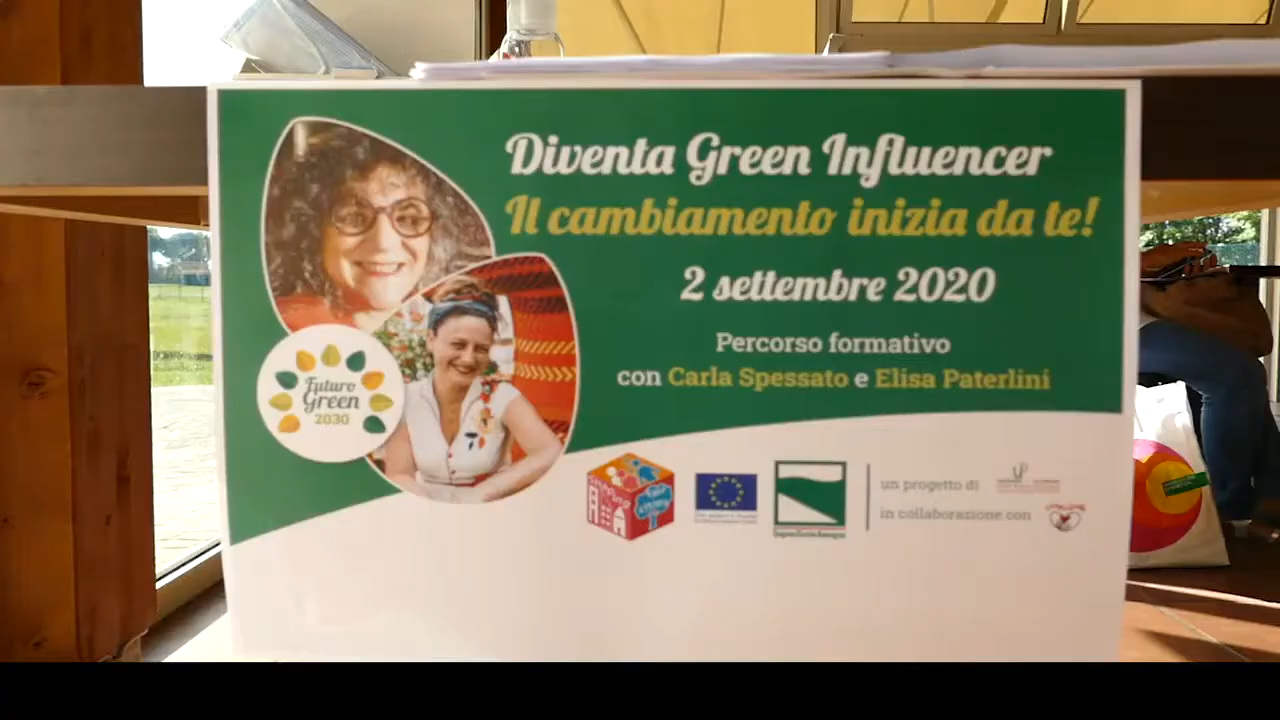 Diventa Green Influencer
Il cambiamento inizia da te!
2 settembre 2020
Percorso formativo
con Carla Spessato e Elisa Paterlini
Futuro
Green
2030
un progetto di
in collaborazione con